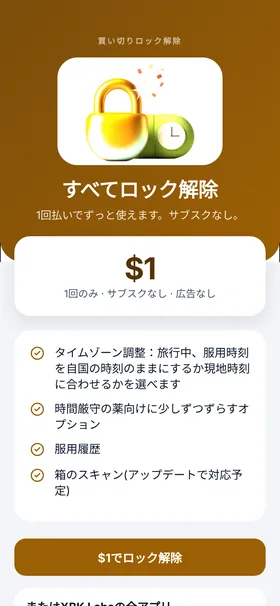 買い切りロック解除
すべてロック解除
1回払いでずっと使えます。サブスクなし。
$1
1回のみ · サブスクなし · 広告なし
タイムゾーン調整：旅行中、服用時刻
を自国の時刻のままにするか現地時刻
に合わせるかを選べます
時間厳守の薬向けに少しずつずらすオ
プション
服用履歴
箱のスキャン(アップデートで対応予
定)
$1でロック解除